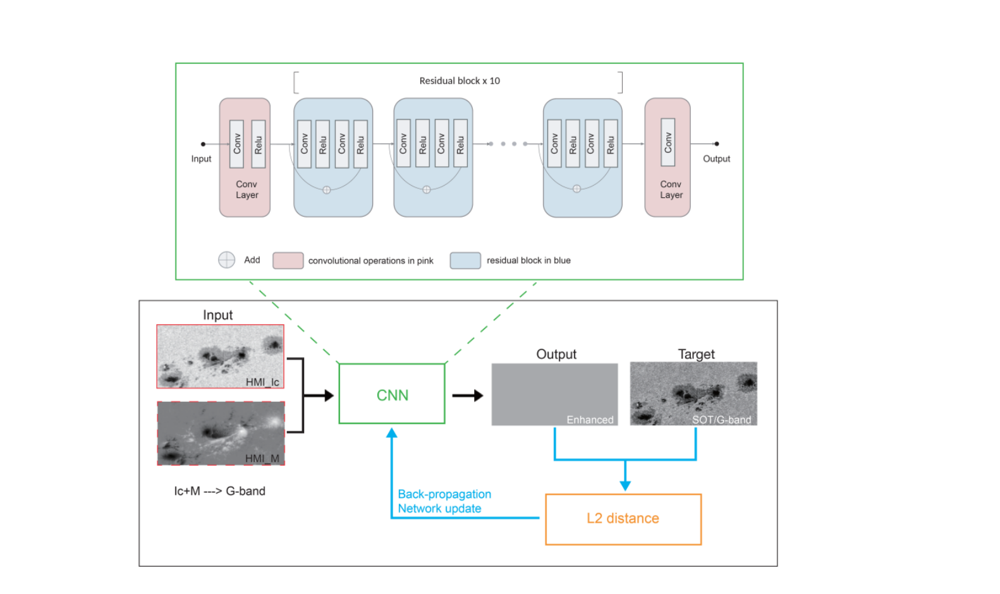 Residual block x 10
Input
Conv
Relu
Conv
Layer
Conv
Relu
Conv
Relu
Conv
Relu
Conv
Relu
Conv
Relu
Conv
Relu
Conv
Conv
Layer
Output
Add
convolutional operations in pink
residual block in blue
Input
HMI_Ic
HMI_M
Ic+M ---> G-band
CNN
Output
Enhanced
Target
SOT/G-band
Back-propagation
Network update
L2 distance